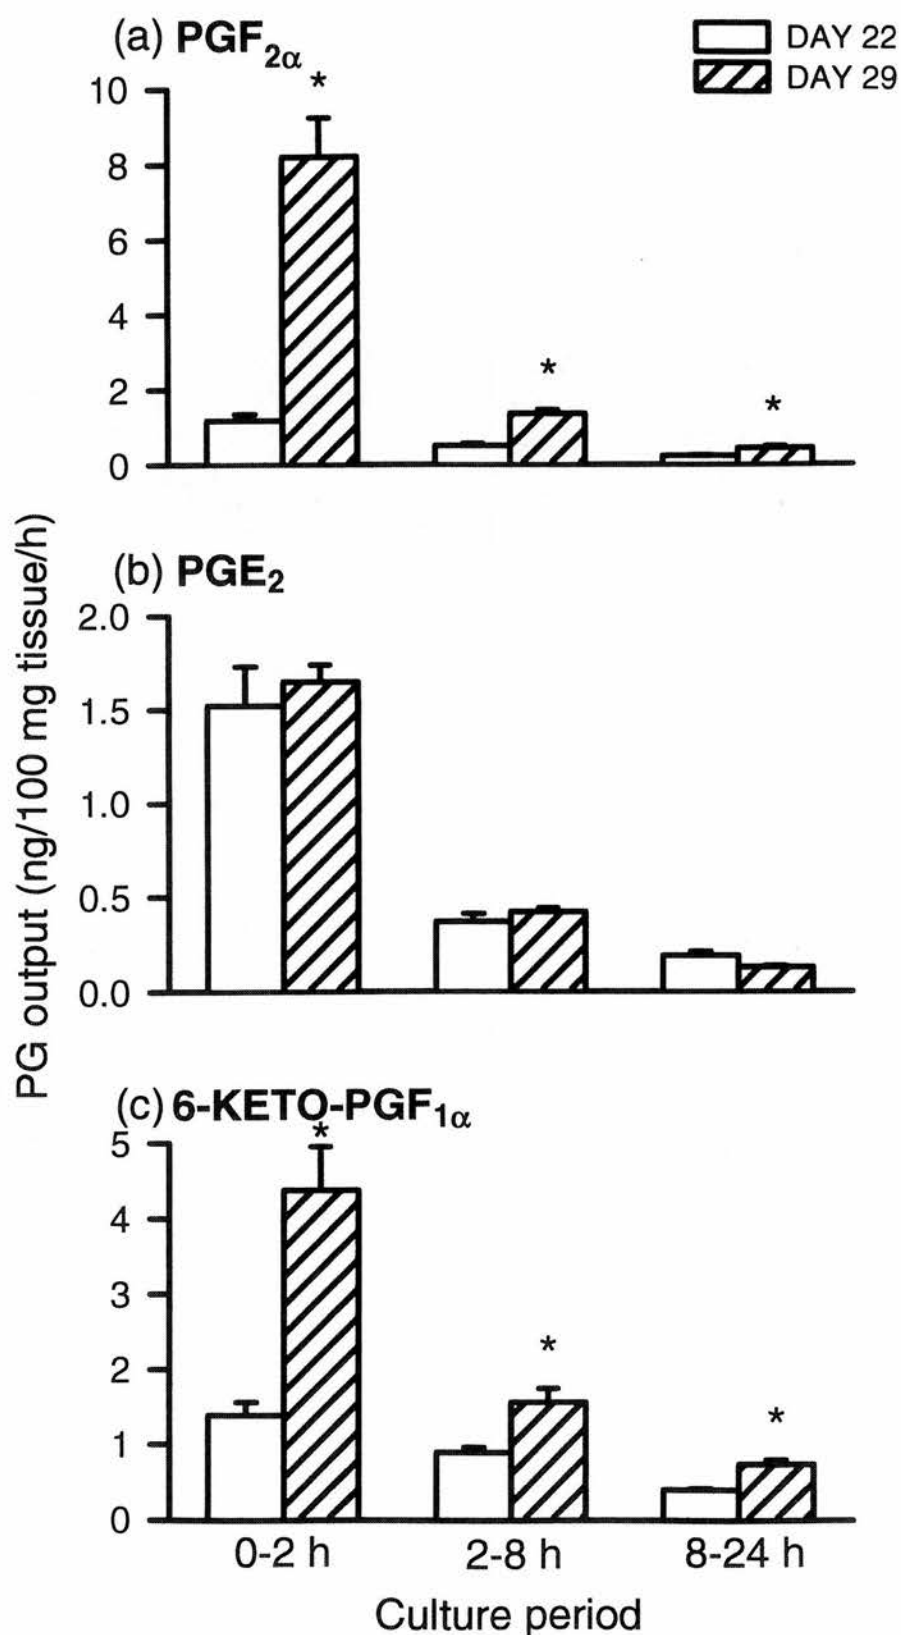 (a) PGF2α
DAY 22
DAY 29
*
10
8
6
4
2
0
*
*
PG output (ng/100 mg tissue/h)
(b) PGE2
2.0
1.5
1.0
0.5
0.0
(c) 6-KETO-PGF1α
*
5
4
3
2
1
0
*
*
0-2 h 2-8 h 8-24 h
Culture period